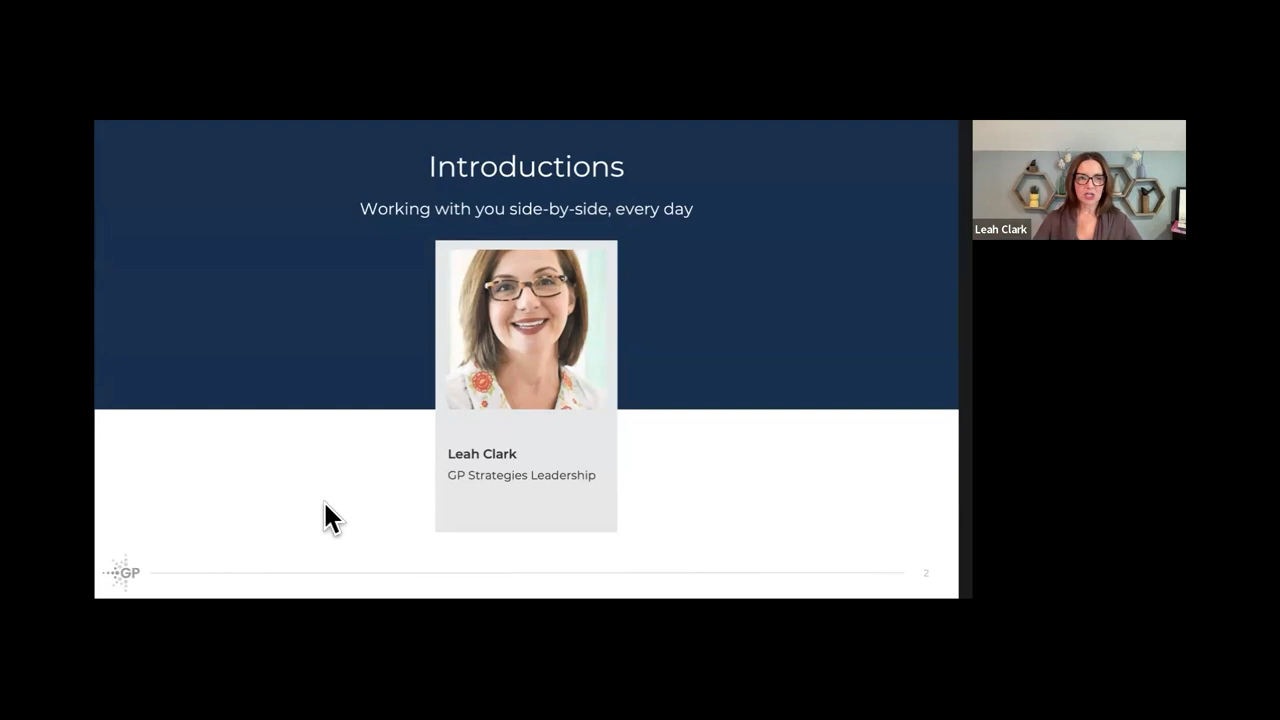 Introductions
Working with you side-by-side, every day
Leah Clark
Leah Clark
GP Strategies Leadership
GP
2